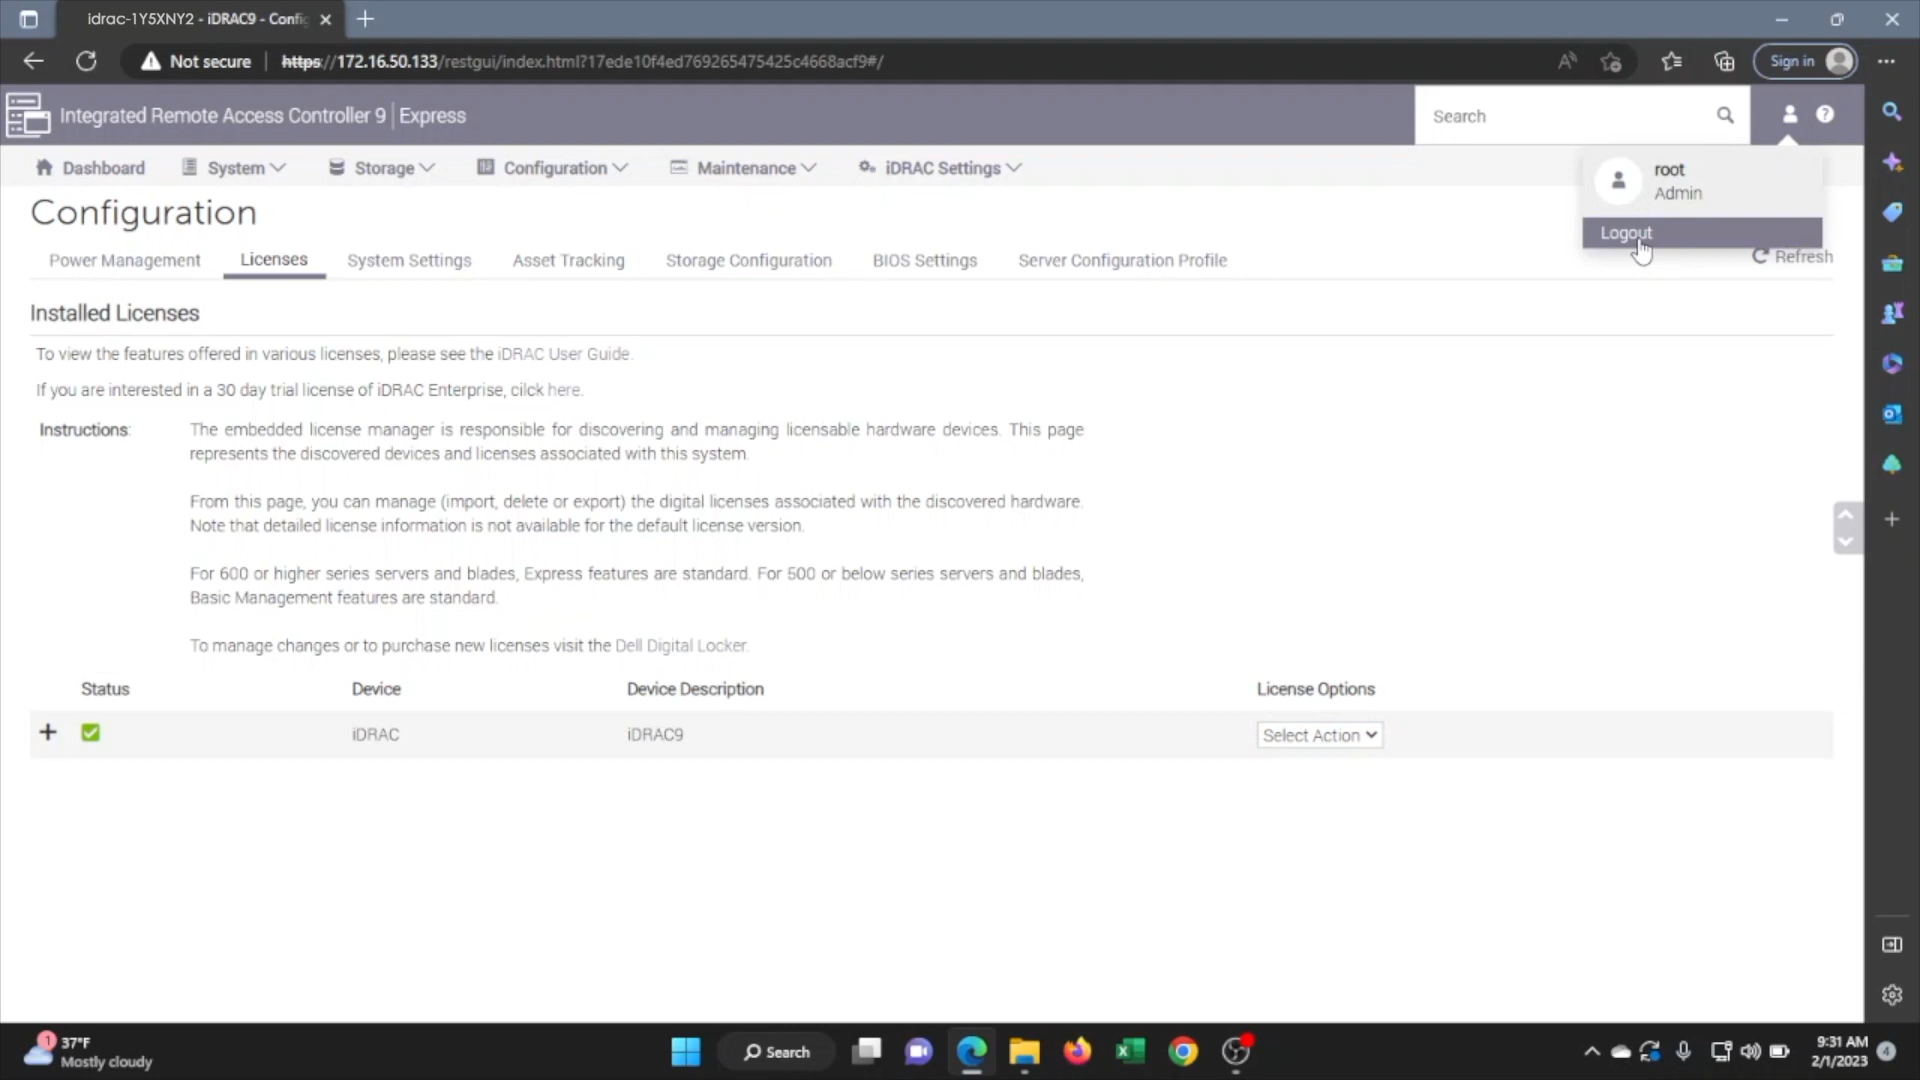 idrac-1Y5XNY2 - iDRAC9 - Config
Not secure
https://172.16.50.133/restgui/index.html?17ede10f4ed769265475425c4668acf9#/
Sign in
Integrated Remote Access Controller 9 | Express
Search
Dashboard
System
Storage
Configuration
Maintenance
iDRAC Settings
root
Admin
Logout
Configuration
Power Management
Licenses
System Settings
Asset Tracking
Storage Configuration
BIOS Settings
Server Configuration Profile
Refresh
Installed Licenses
To view the features offered in various licenses, please see the iDRAC User Guide.
If you are interested in a 30 day trial license of iDRAC Enterprise, cilck here.
Instructions:
The embedded license manager is responsible for discovering and managing licensable hardware devices. This page
represents the discovered devices and licenses associated with this system.
From this page, you can manage (import, delete or export) the digital licenses associated with the discovered hardware.
Note that detailed license information is not available for the default license version.
For 600 or higher series servers and blades, Express features are standard. For 500 or below series servers and blades,
Basic Management features are standard.
To manage changes or to purchase new licenses visit the Dell Digital Locker.
Status
Device
Device Description
License Options
iDRAC
iDRAC9
Select Action
1
37°F
Mostly cloudy
Search
9:31 AM
2/1/2023
4